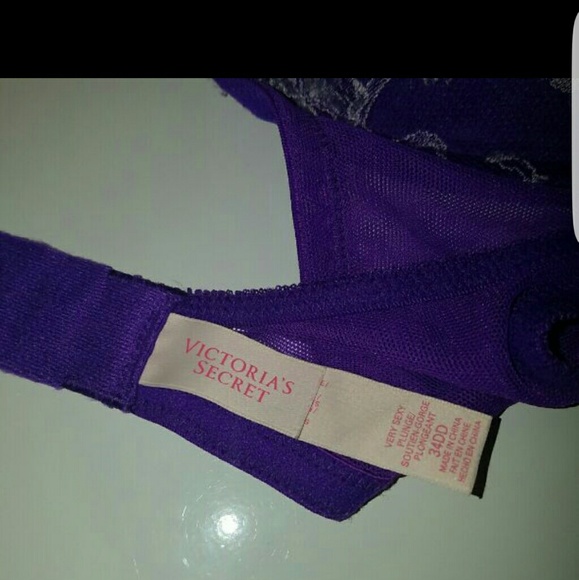 VICTORIA'S
SECRET
VERY SEXY
PLUNGE/
SOUTIEN-GORGE
PLONGEANT
34DD
MADE IN CHINA
FAIT EN CHINE
HECHO EN CHINA